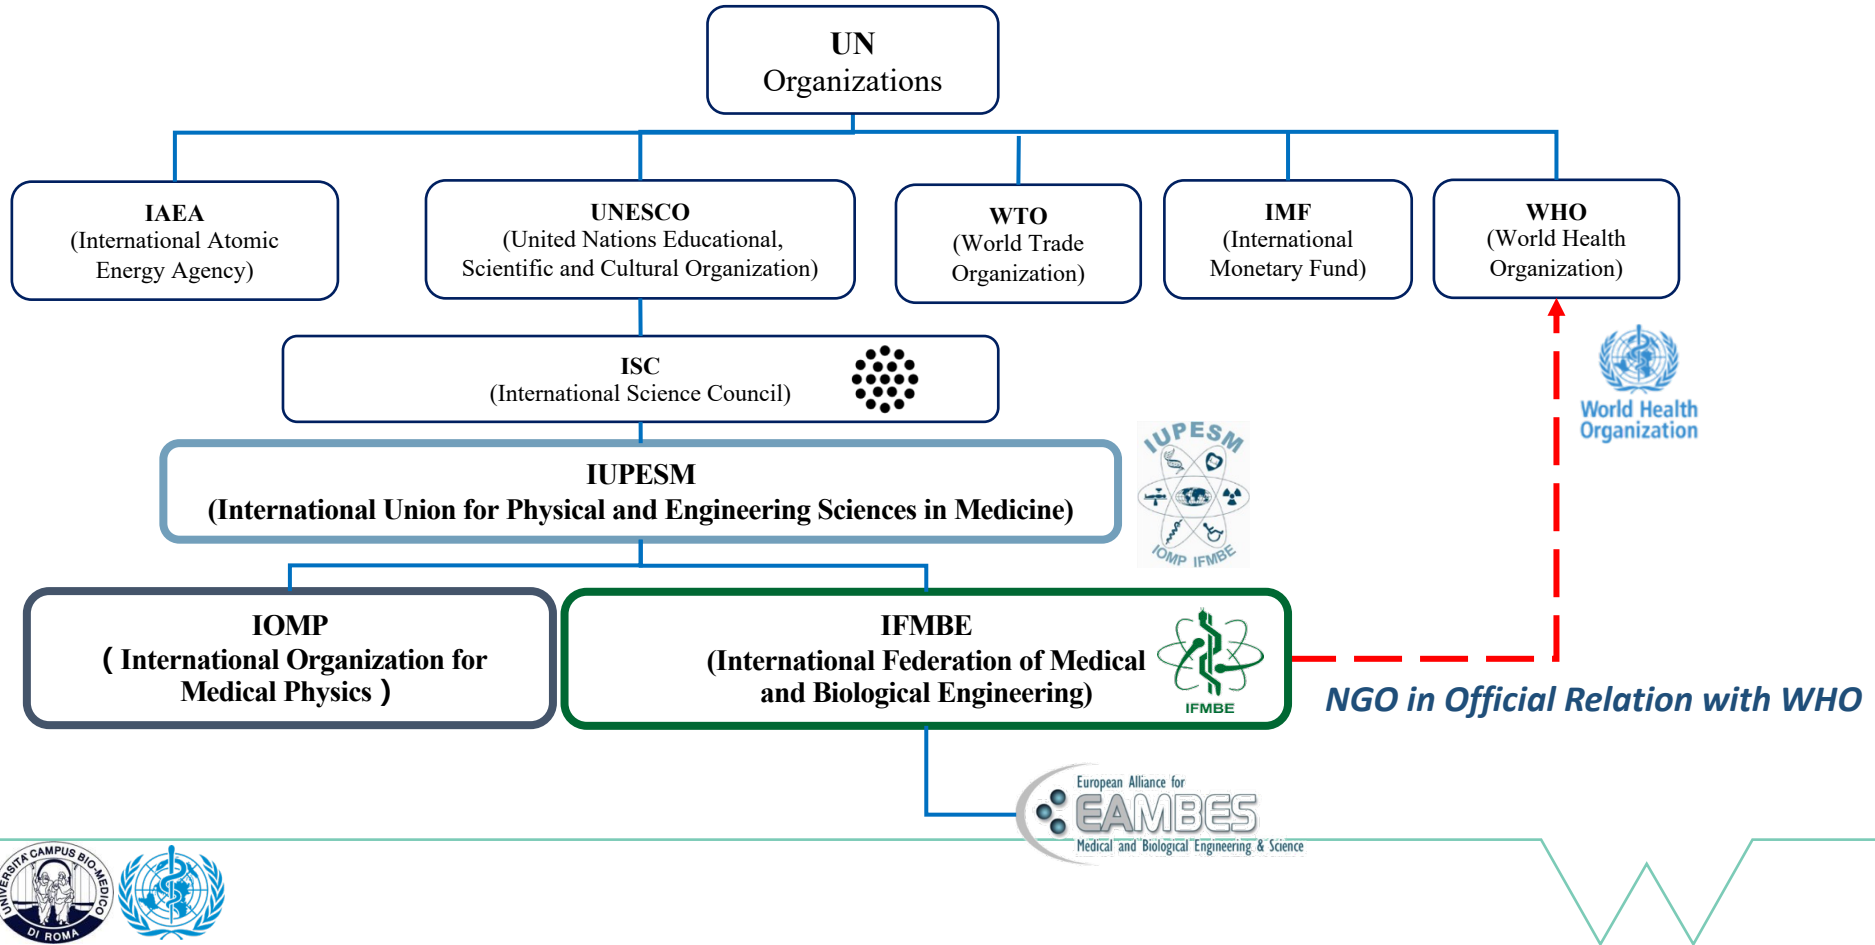 UN
Organizations
IAEA
(International Atomic
Energy Agency)
UNESCO
(United Nations Educational,
Scientific and Cultural Organization)
WTO
(World Trade
Organization)
IMF
(International
Monetary Fund)
WHO
(World Health
Organization)
ISC
(International Science Council)
World Health
Organization
IUPESM
(International Union for Physical and Engineering Sciences in Medicine)
IUPESM
IOMP IFMBE
IOMP
( International Organization for
Medical Physics )
IFMBE
(International Federation of Medical
and Biological Engineering)
IFMBE
NGO in Official Relation with WHO
European Alliance for
EAMBES
Medical and Biological Engineering & Science
UNIVERSITÀ CAMPUS BIO-MEDICO
DI ROMA